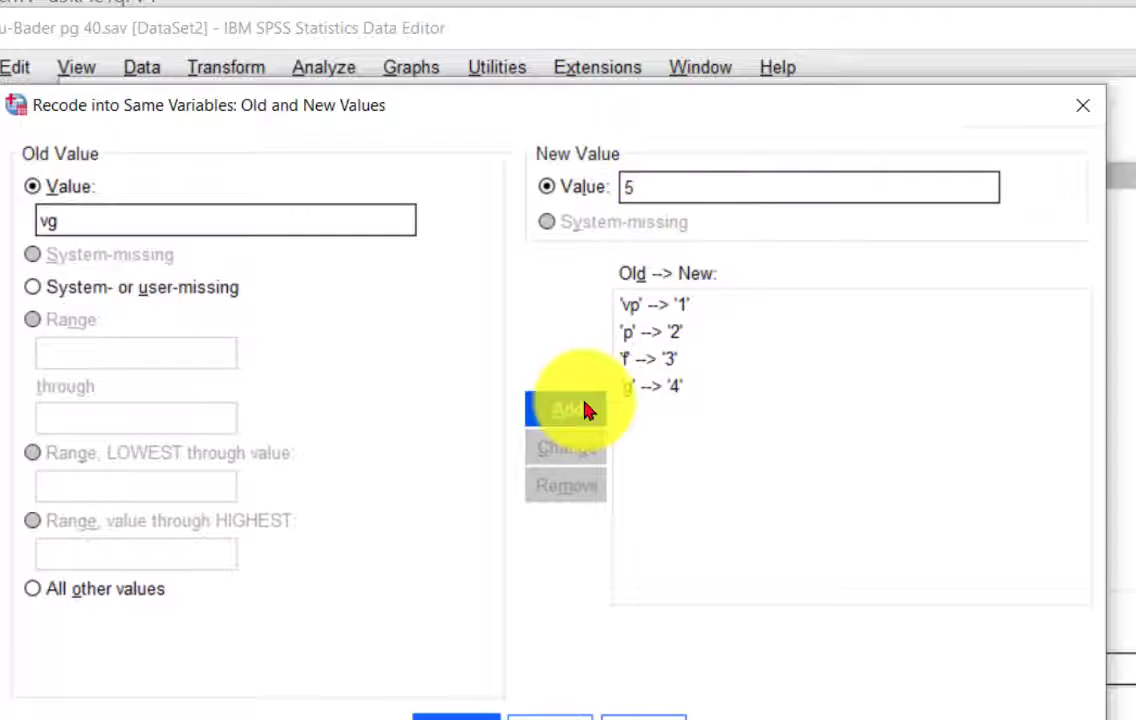 u-Bader pg 40.sav [DataSet2] - IBM SPSS Statistics Data Editor
Edit View Data Transform Analyze Graphs Utilities Extensions Window Help
Recode into Same Variables: Old and New Values
Old Value
Value:
vg
System-missing
System- or user-missing
Range:
through
Range, LOWEST through value:
Range, value through HIGHEST:
All other values
New Value
Value: 5
System-missing
Old --> New:
'vp' --> '1'
'p' --> '2'
'f' --> '3'
'g' --> '4'
Add
Change
Remove